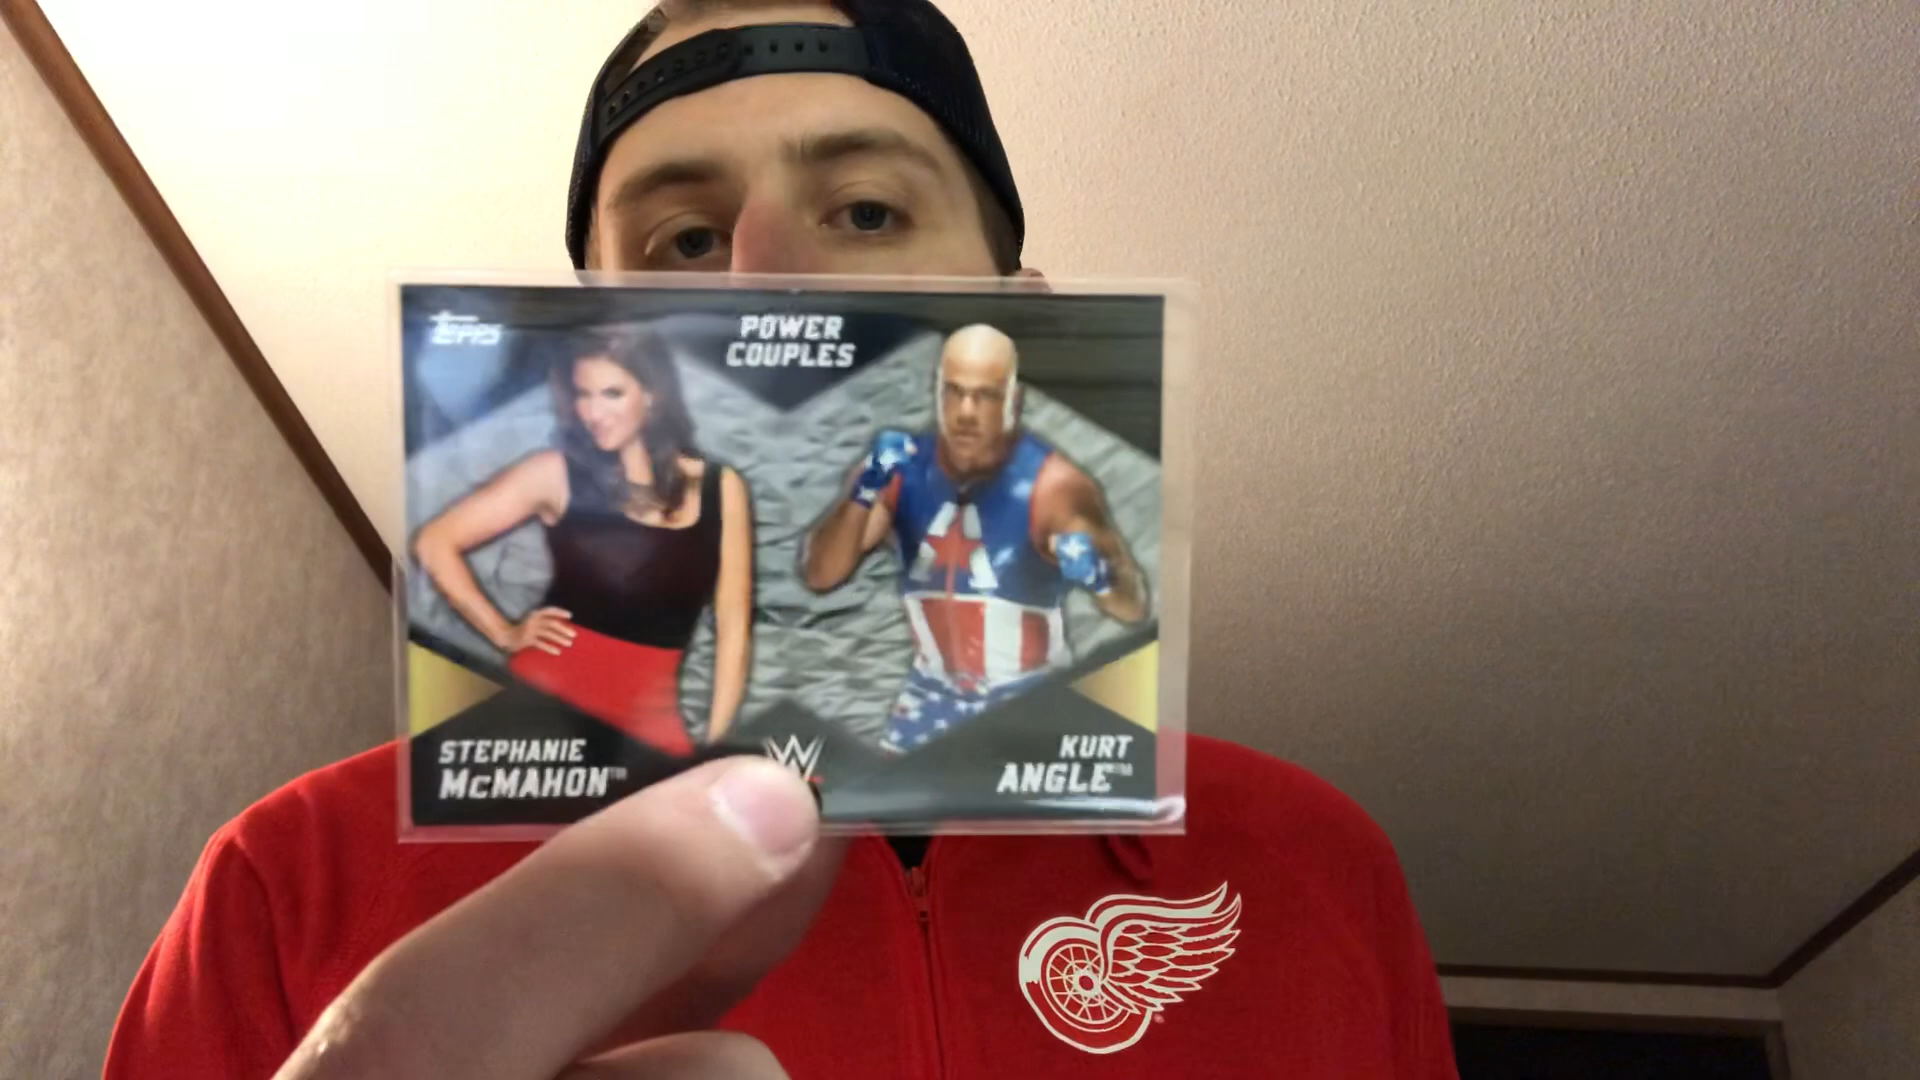 Topps
POWER
COUPLES
STEPHANIE
McMAHON™
W
KURT
ANGLE™